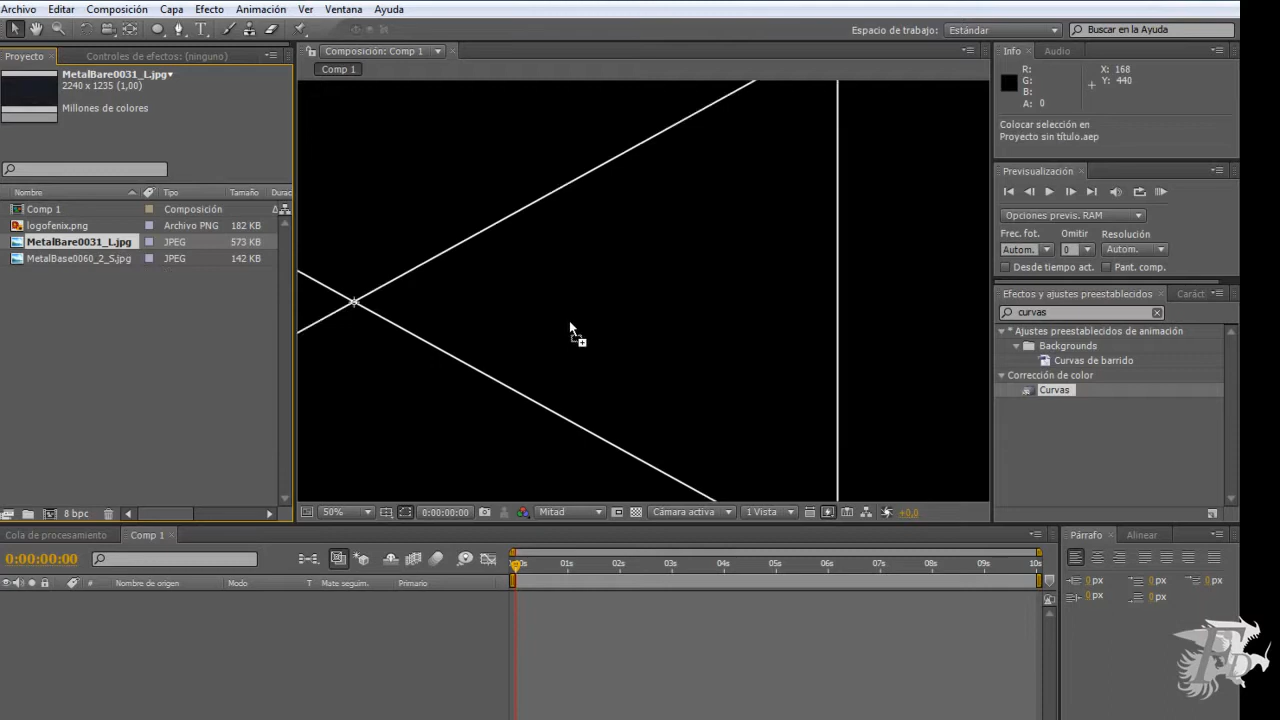 Archivo Editar Composición Capa Efecto Animación Ver Ventana Ayuda
Espacio de trabajo: Estándar Buscar en la Ayuda
Proyecto Controles de efectos: (ninguno)
Composición: Comp 1
Info Audio
Comp 1
MetalBare0031_L.jpg
2240 x 1235 (1,00)
Millones de colores
R:
G:
B:
A: 0
X: 168
Y: 440
Colocar selección en
Proyecto sin título.aep
Previsualización
Opciones previs. RAM
Frec. fot. Omitir Resolución
Autom. 0 Autom.
Desde tiempo act. Pant. comp.
Nombre Tipo Tamaño Durac
Comp 1 Composición
logofenix.png Archivo PNG 182 KB
MetalBare0031_L.jpg JPEG 573 KB
MetalBase0060_2_S.jpg JPEG 142 KB
Efectos y ajustes preestablecidos Caráct
curvas
* Ajustes preestablecidos de animación
Backgrounds
Curvas de barrido
Corrección de color
Curvas
8 bpc
50% 0:00:00:00 Mitad Cámara activa 1 Vista +0,0
Cola de procesamiento Comp 1
Párrafo Alinear
0:00:00:00
01s 02s 03s 04s 05s 06s 07s 08s 09s 10s
# Nombre de origen Modo T Mate seguim. Primario
0 px 0 px 0 px
0 px 0 px